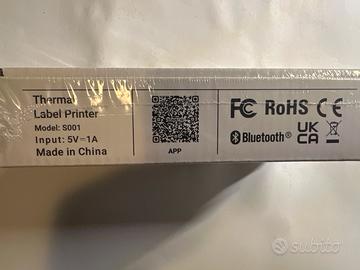 Thermal
Label Printer
Model: S001
Input: 5V⎓1A
Made in China
APP
FC RoHS CE
Bluetooth®
UK
CA
subito